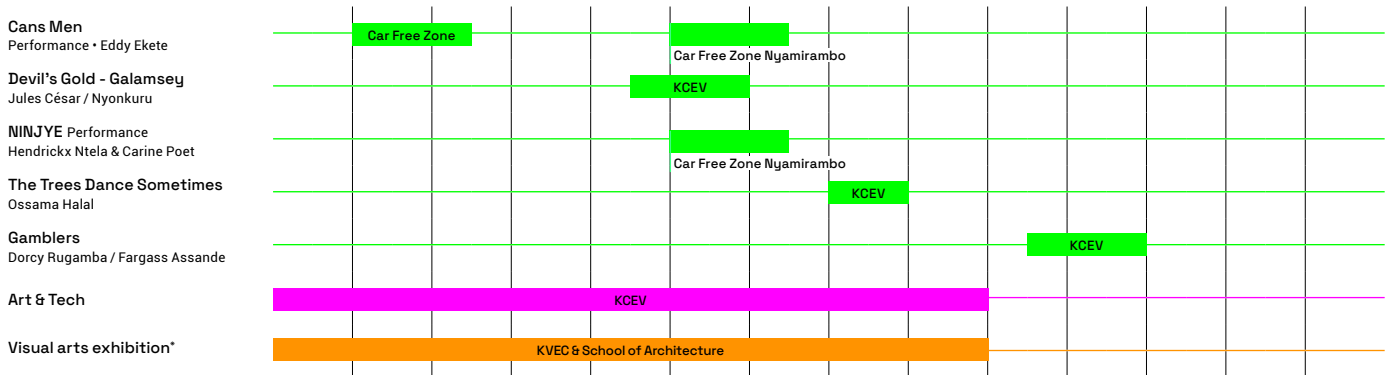 Cans Men
Performance • Eddy Ekete
Car Free Zone
Car Free Zone Nyamirambo
Devil's Gold - Galamsey
Jules César / Nyonkuru
KCEV
NINJYE Performance
Hendrickx Ntela & Carine Poet
Car Free Zone Nyamirambo
The Trees Dance Sometimes
Ossama Halal
KCEV
Gamblers
Dorcy Rugamba / Fargass Assande
KCEV
Art & Tech
KCEV
Visual arts exhibition*
KVEC & School of Architecture